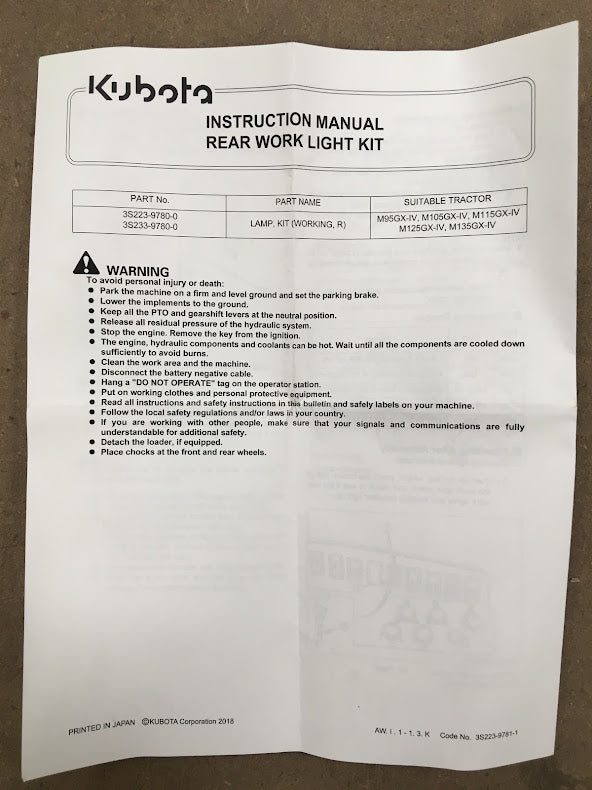 Kubota
INSTRUCTION MANUAL
REAR WORK LIGHT KIT
PART No. PART NAME SUITABLE TRACTOR
3S223-9780-0
3S233-9780-0
LAMP, KIT (WORKING, R)
M95GX-IV, M105GX-IV, M115GX-IV
M125GX-IV, M135GX-IV
WARNING
To avoid personal injury or death:
● Park the machine on a firm and level ground and set the parking brake.
● Lower the implements to the ground.
● Keep all the PTO and gearshift levers at the neutral position.
● Release all residual pressure of the hydraulic system.
● Stop the engine. Remove the key from the ignition.
● The engine, hydraulic components and coolants can be hot. Wait until all the components are cooled down
sufficiently to avoid burns.
● Clean the work area and the machine.
● Disconnect the battery negative cable.
● Hang a "DO NOT OPERATE" tag on the operator station.
● Put on working clothes and personal protective equipment.
● Read all instructions and safety instructions in this bulletin and safely labels on your machine.
● Follow the local safety regulations and/or laws in your country.
● If you are working with other people, make sure that your signals and communications are fully
understandable for additional safety.
● Detach the loader, if equipped.
● Place chocks at the front and rear wheels.
PRINTED IN JAPAN ©KUBOTA Corporation 2018
AW. I . 1 - 1. 3. K Code No. 3S223-9781-1